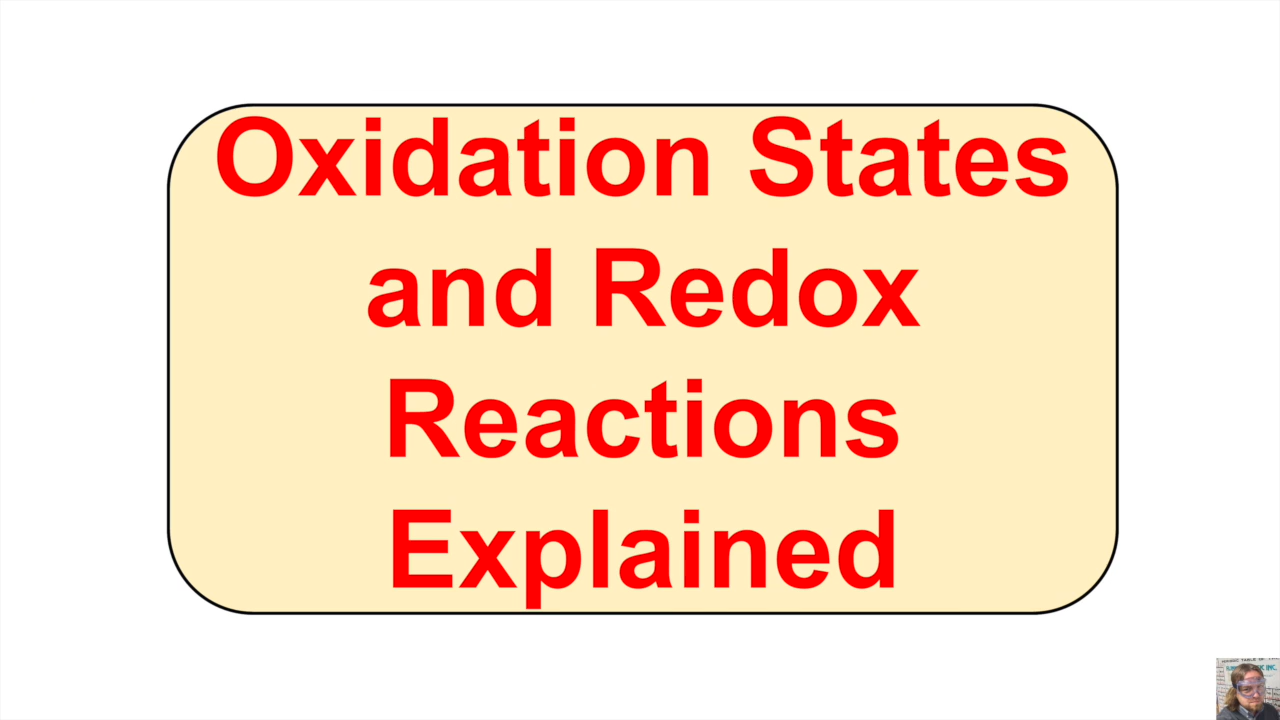 Oxidation States
and Redox
Reactions
Explained